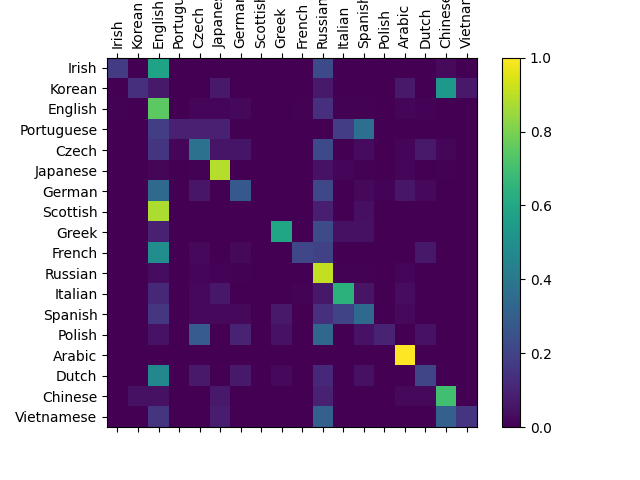 Irish
Korean
English
Portugu
Czech
Japanes
German
Scottish
Greek
French
Russian
Italian
Spanish
Polish
Arabic
Dutch
Chinese
Vietnam
Irish
Korean
English
Portuguese
Czech
Japanese
German
Scottish
Greek
French
Russian
Italian
Spanish
Polish
Arabic
Dutch
Chinese
Vietnamese
1.0
0.8
0.6
0.4
0.2
0.0